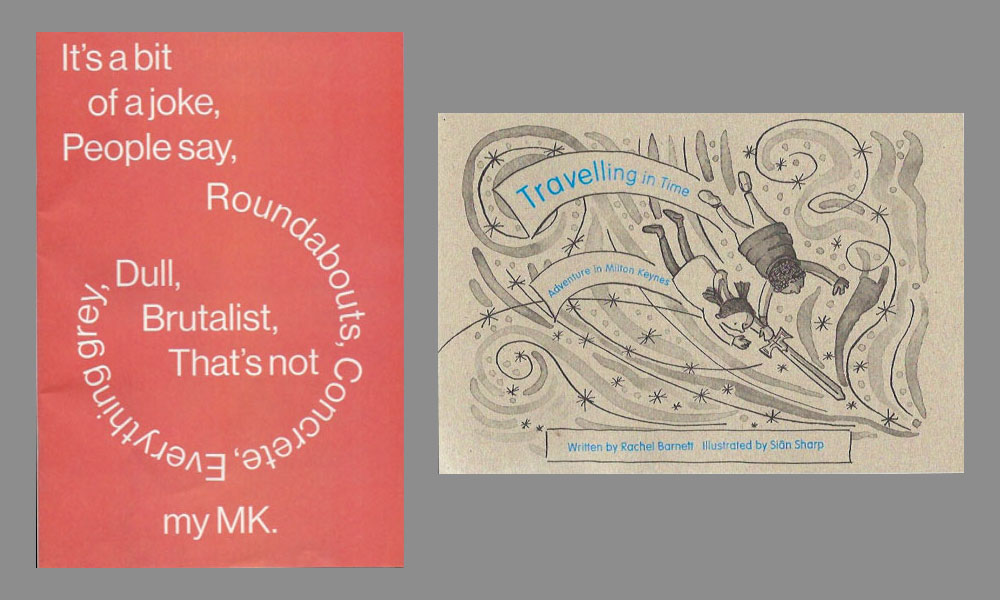 It's a bit
of a joke,
People say,
Roundabouts, Concrete, Everything grey,
Dull,
Brutalist,
That's not
my MK.
Travelling in Time
Adventure in Milton Keynes
Written by Rachel Barnett Illustrated by Siân Sharp